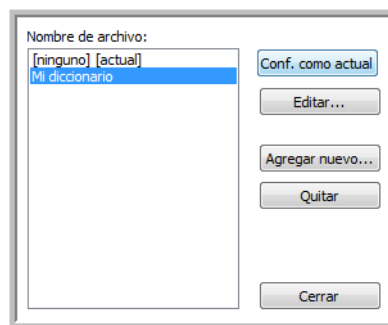 Nombre de archivo:
[ninguno] [actual]
Mi diccionario
Conf. como actual
Editar...
Agregar nuevo...
Quitar
Cerrar